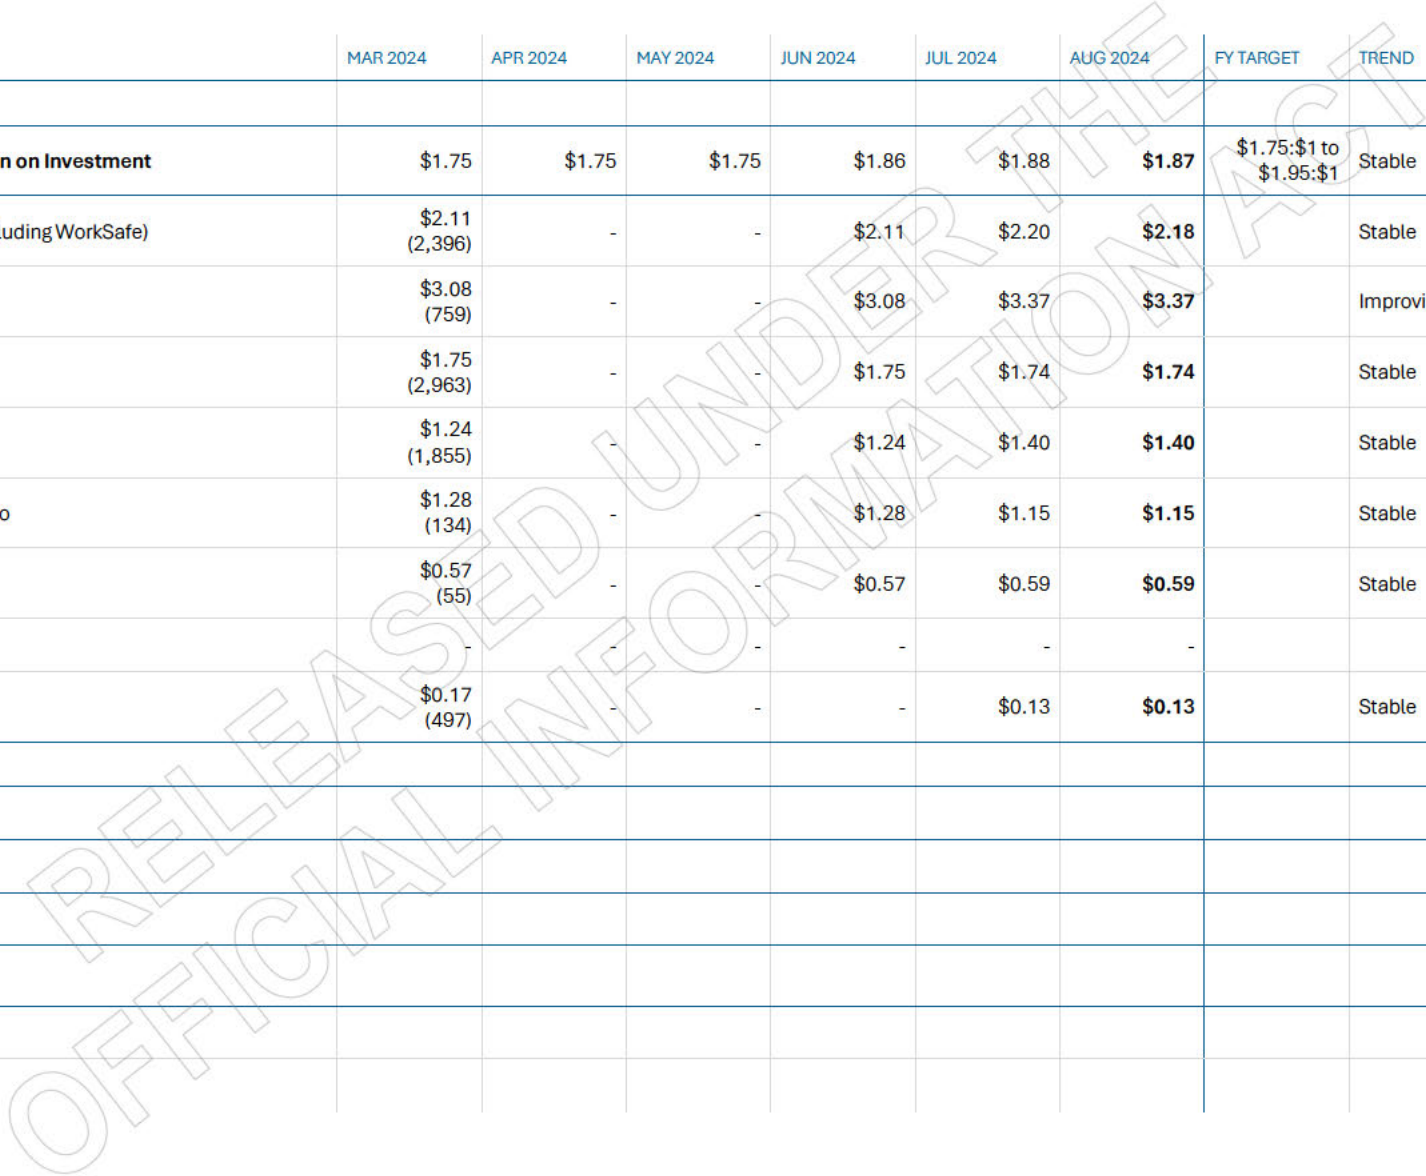 MAR 2024 APR 2024 MAY 2024 JUN 2024 JUL 2024 AUG 2024 FY TARGET TREND
n on Investment $1.75 $1.75 $1.75 $1.86 $1.88 $1.87 $1.75:$1 to Stable
$1.95:$1
luding WorkSafe) $2.11 - - $2.11 $2.20 $2.18 Stable
(2,396)
$3.08 - - $3.08 $3.37 $3.37 Improvi
(759)
$1.75 - - $1.75 $1.74 $1.74 Stable
(2,963)
$1.24 - - $1.24 $1.40 $1.40 Stable
(1,855)
o $1.28 - - $1.28 $1.15 $1.15 Stable
(134)
$0.57 - - $0.57 $0.59 $0.59 Stable
(55)
- - - - - -
$0.17 - - - $0.13 $0.13 Stable
(497)
RELEASED UNDER THE
OFFICIAL INFORMATION ACT